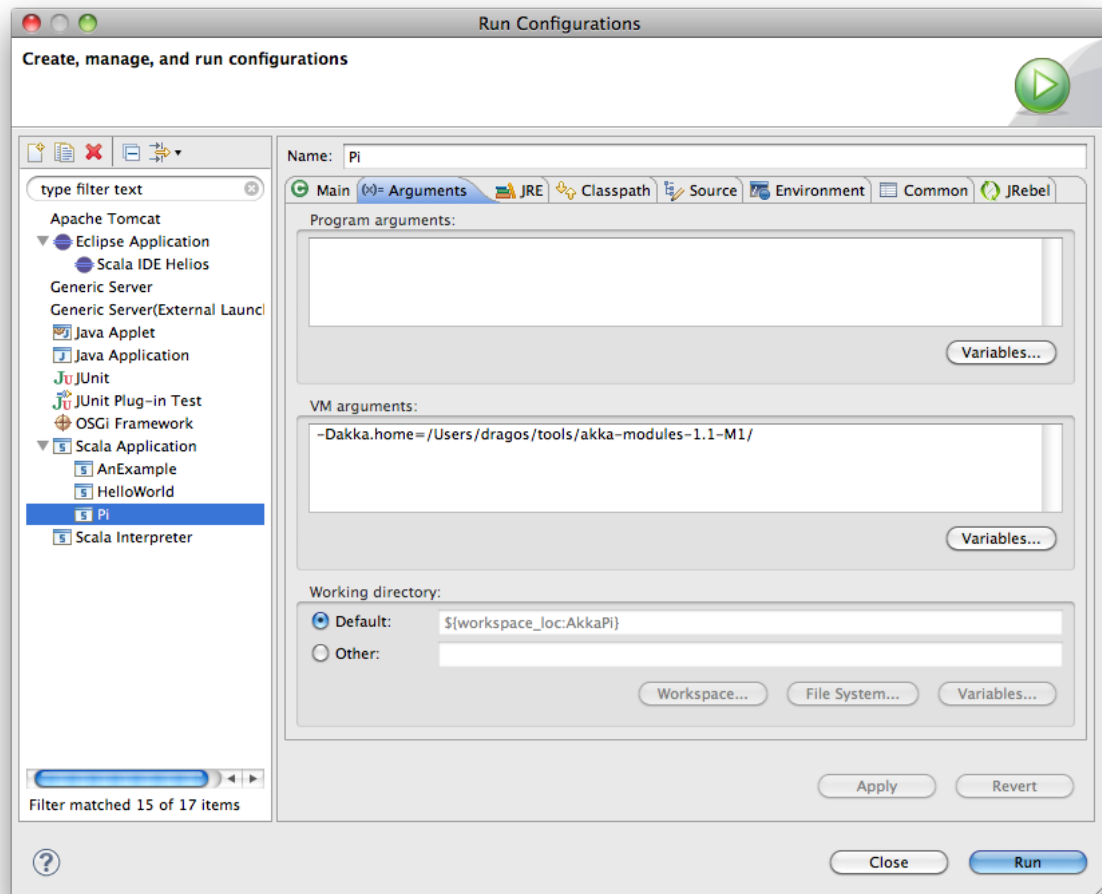 Run Configurations
Create, manage, and run configurations
type filter text
Apache Tomcat
Eclipse Application
Scala IDE Helios
Generic Server
Generic Server(External Launcl
Java Applet
Java Application
JUnit
JUnit Plug-in Test
OSGi Framework
Scala Application
AnExample
HelloWorld
Pi
Scala Interpreter
Filter matched 15 of 17 items
Name: Pi
Main (x)= Arguments JRE Classpath Source Environment Common JRebel
Program arguments:
Variables...
VM arguments:
-Dakka.home=/Users/dragos/tools/akka-modules-1.1-M1/
Variables...
Working directory:
Default: ${workspace_loc:AkkaPi}
Other:
Workspace... File System... Variables...
Apply Revert
? Close Run